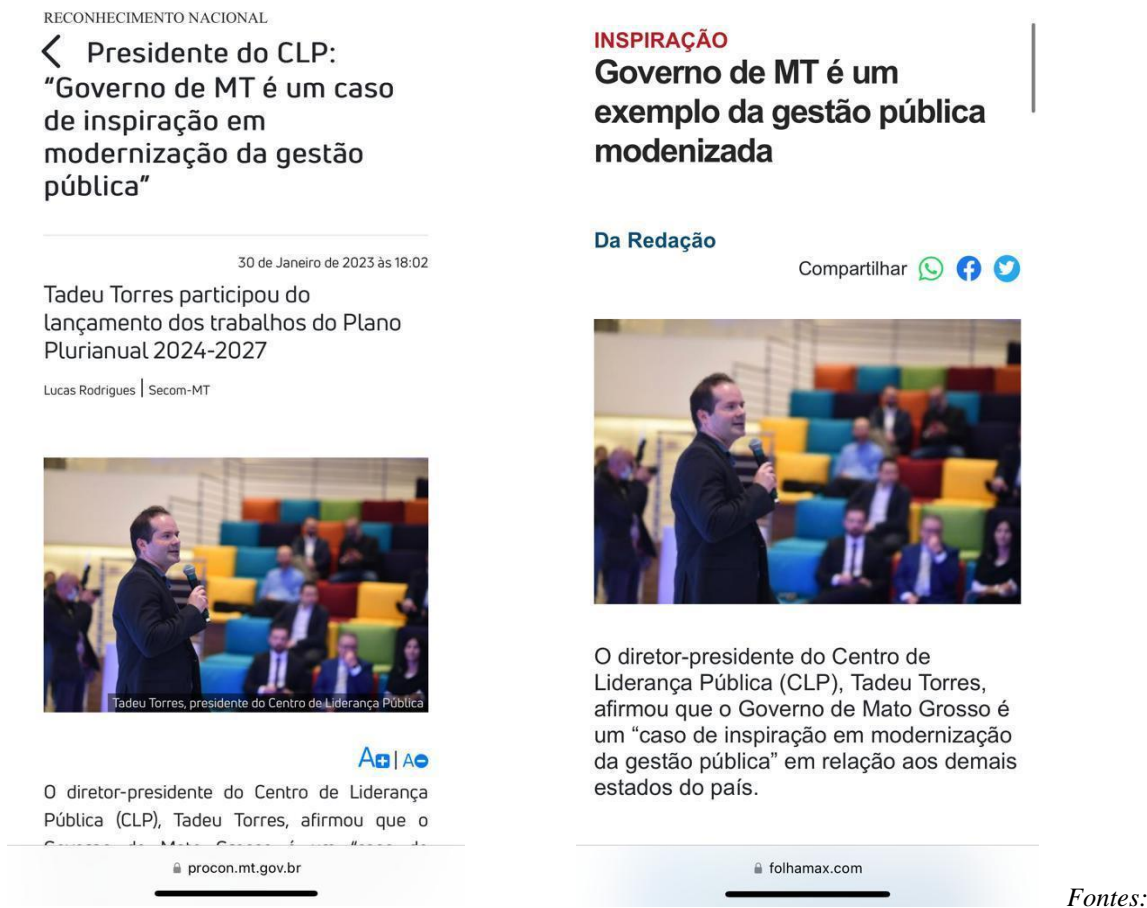 RECONHECIMENTO NACIONAL
Presidente do CLP:
"Governo de MT é um caso
de inspiração em
modernização da gestão
pública"
30 de Janeiro de 2023 às 18:02
Tadeu Torres participou do
lançamento dos trabalhos do Plano
Plurianual 2024-2027
Lucas Rodrigues | Secom-MT
Tadeu Torres, presidente do Centro de Liderança Pública
A | A
O diretor-presidente do Centro de Liderança
Pública (CLP), Tadeu Torres, afirmou que o
procon.mt.gov.br
INSPIRAÇÃO
Governo de MT é um
exemplo da gestão pública
modenizada
Da Redação
Compartilhar
O diretor-presidente do Centro de
Liderança Pública (CLP), Tadeu Torres,
afirmou que o Governo de Mato Grosso é
um “caso de inspiração em modernização
da gestão pública” em relação aos demais
estados do país.
folhamax.com
Fontes: